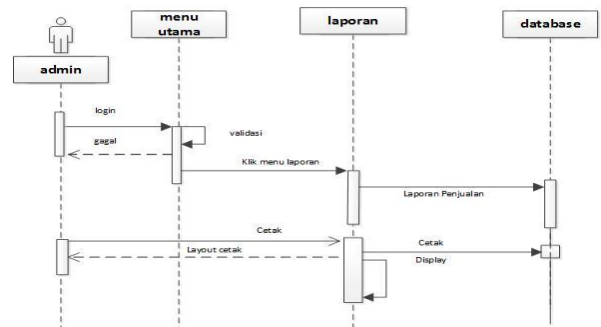 menu
utama
laporan
database
admin
login
validasi
gagal
Klik menu laporan
Laporan Penjualan
Cetak
Layout cetak
Cetak
Display